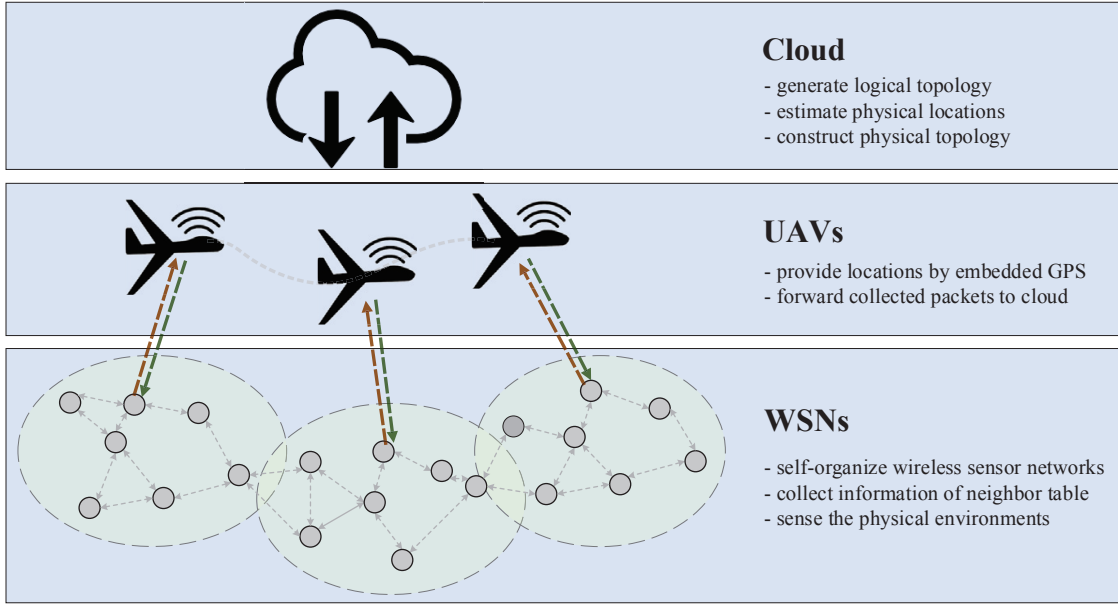 Cloud
- generate logical topology
- estimate physical locations
- construct physical topology
UAVs
- provide locations by embedded GPS
- forward collected packets to cloud
WSNs
- self-organize wireless sensor networks
- collect information of neighbor table
- sense the physical environments